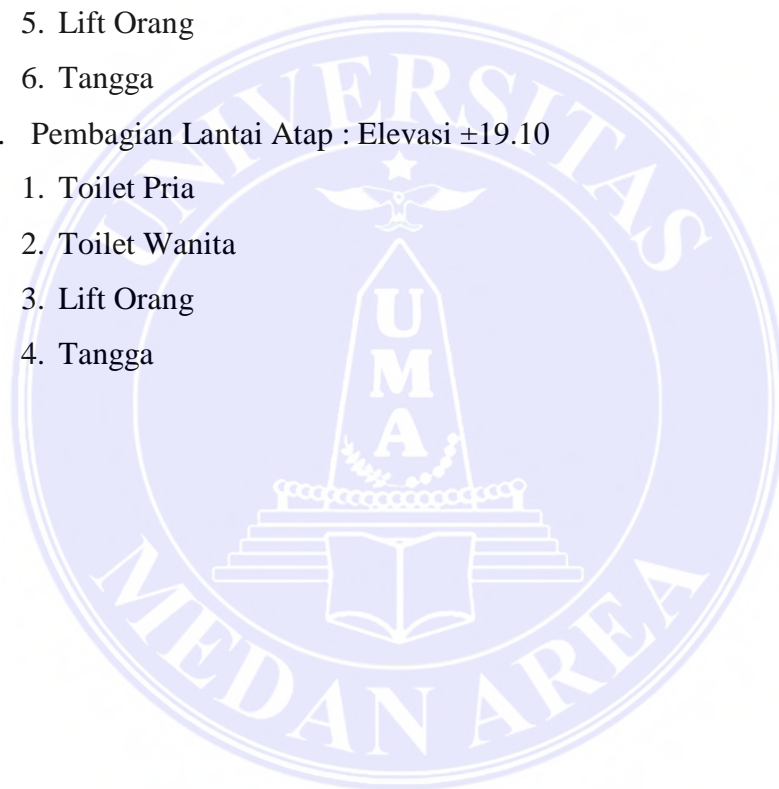 5. Lift Orang
6. Tangga
. Pembagian Lantai Atap : Elevasi ±19.10
1. Toilet Pria
2. Toilet Wanita
3. Lift Orang
4. Tangga
UNIVERSITAS
UMA
MEDAN AREA